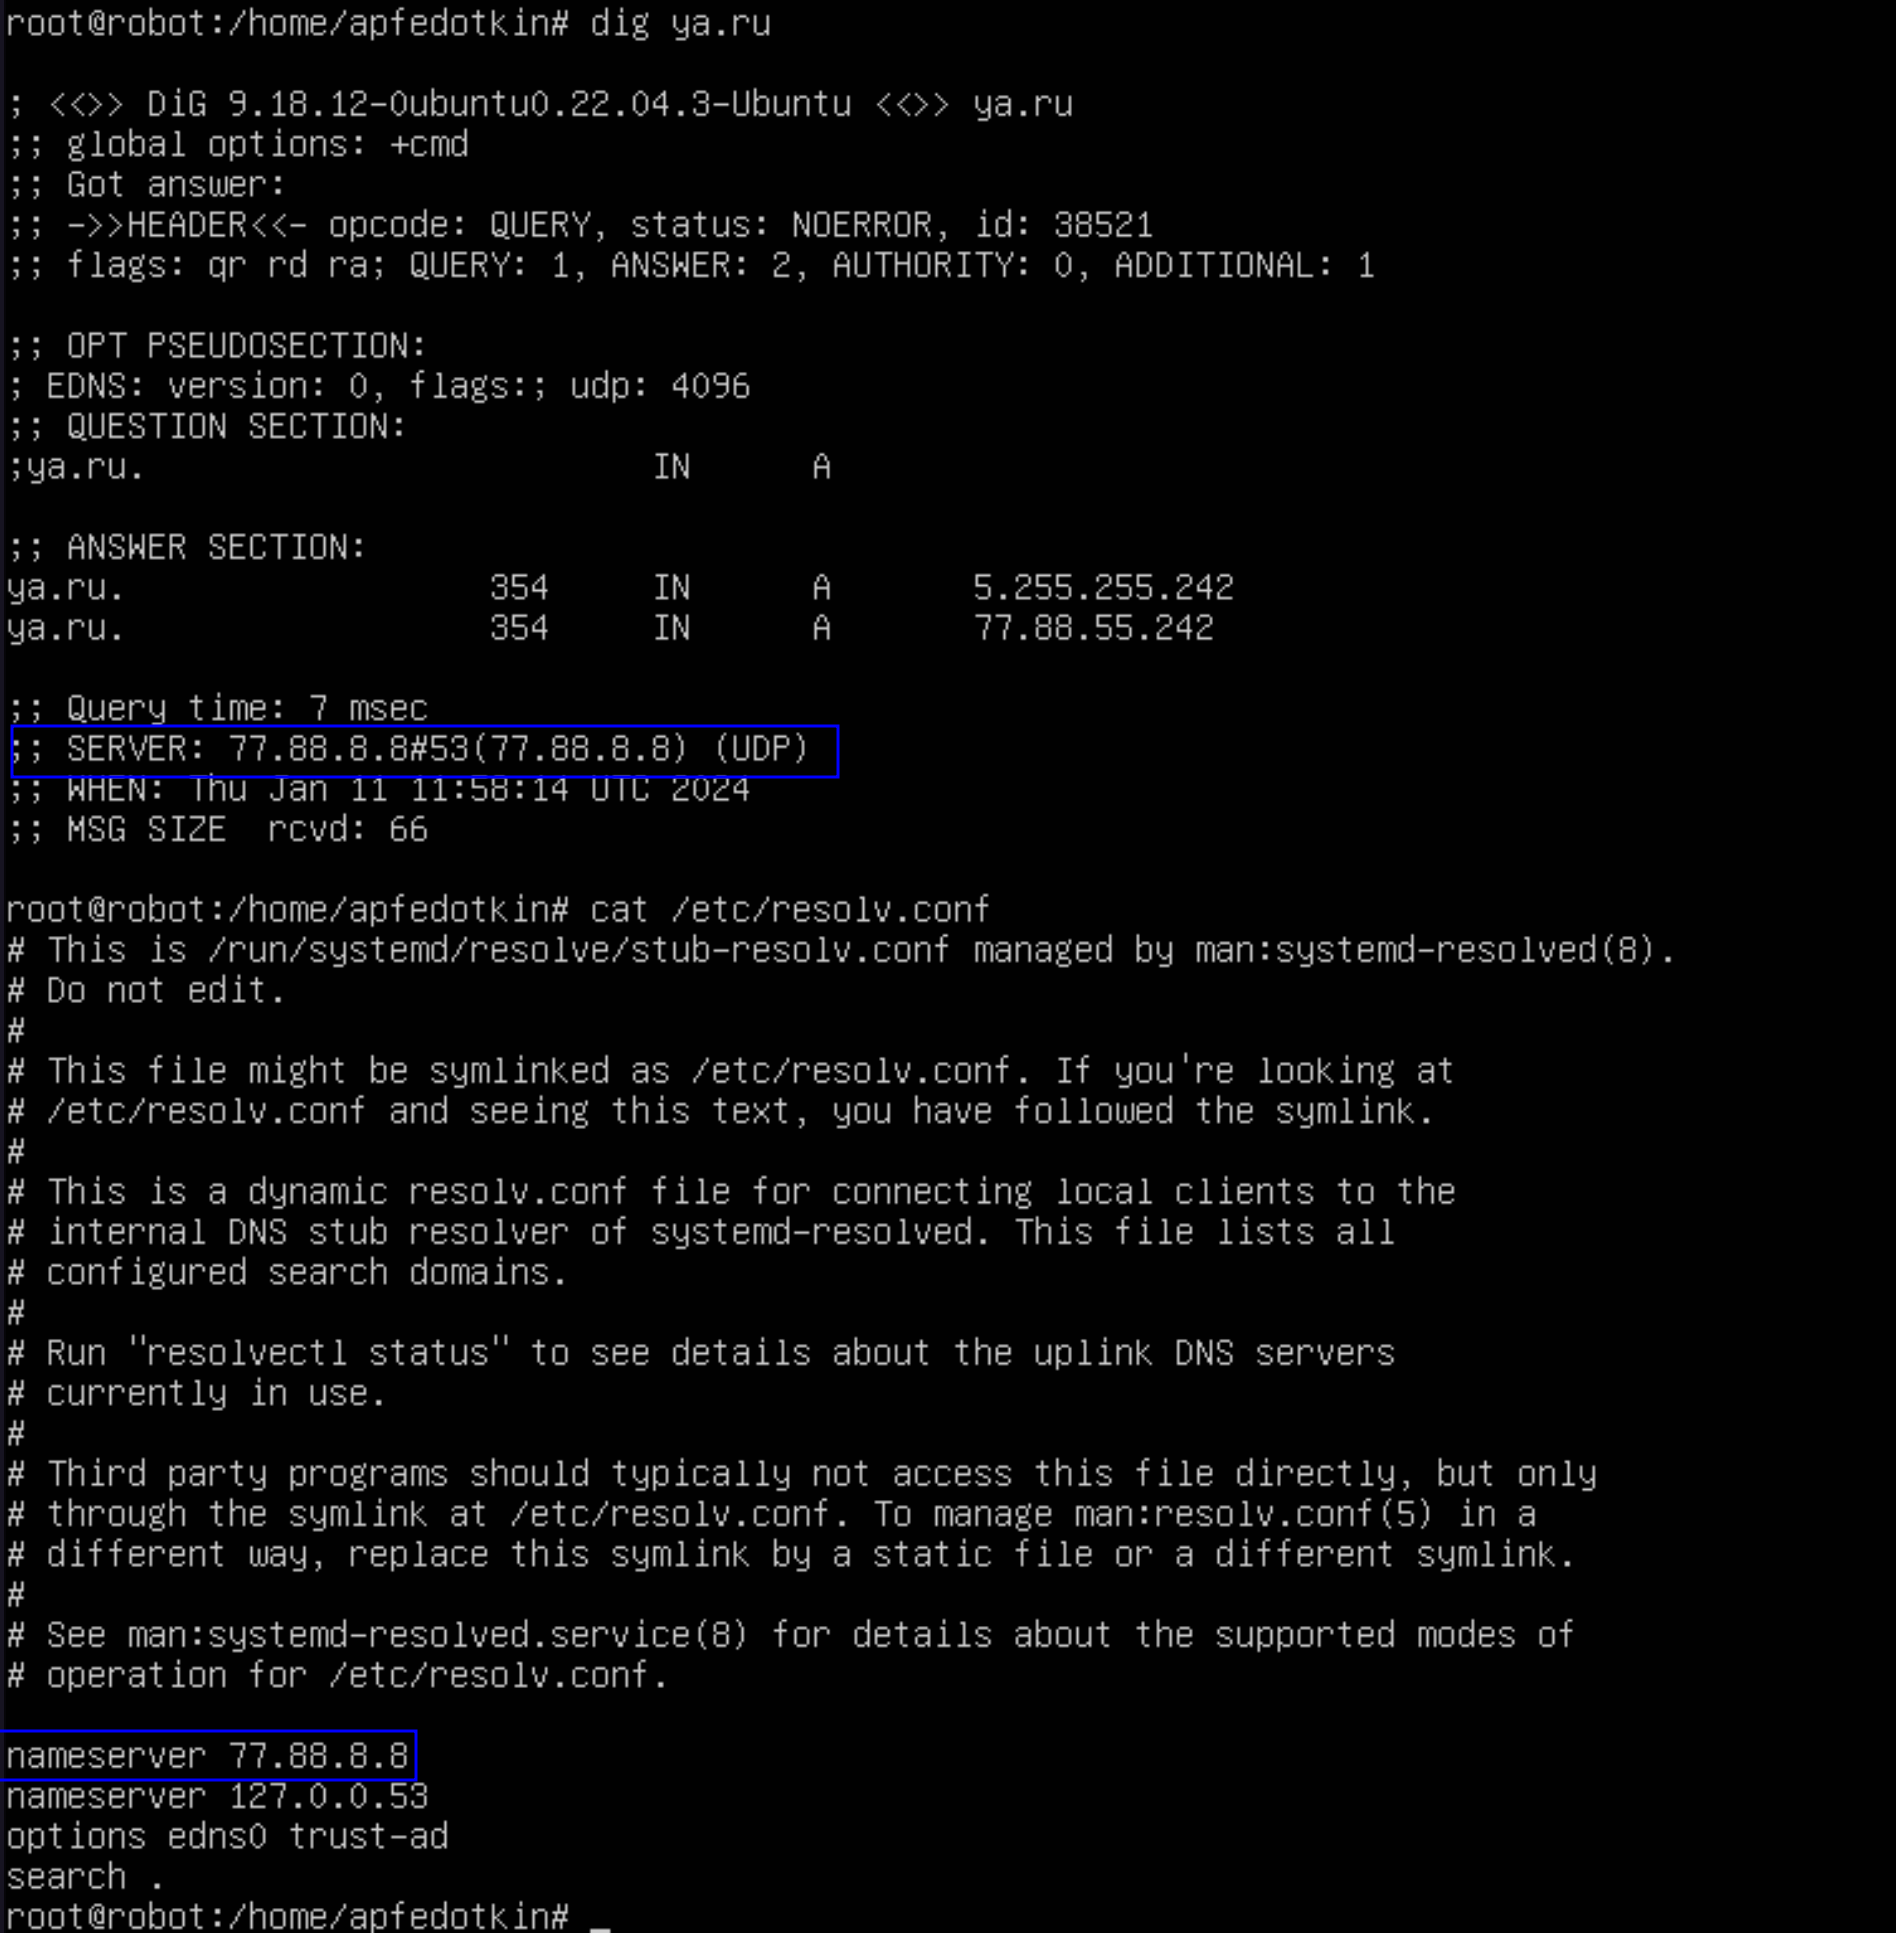 root@robot:/home/apfedotkin# dig ya.ru
; <<>> DiG 9.18.12-0ubuntu0.22.04.3-Ubuntu <<>> ya.ru
;; global options: +cmd
;; Got answer:
;; ->>HEADER<<- opcode: QUERY, status: NOERROR, id: 38521
;; flags: qr rd ra; QUERY: 1, ANSWER: 2, AUTHORITY: 0, ADDITIONAL: 1
;; OPT PSEUDOSECTION:
; EDNS: version: 0, flags:; udp: 4096
;; QUESTION SECTION:
;ya.ru. IN A
;; ANSWER SECTION:
ya.ru. 354 IN A 5.255.255.242
ya.ru. 354 IN A 77.88.55.242
;; Query time: 7 msec
;; SERVER: 77.88.8.8#53(77.88.8.8) (UDP)
;; WHEN: Thu Jan 11 11:58:14 UTC 2024
;; MSG SIZE  rcvd: 66
root@robot:/home/apfedotkin# cat /etc/resolv.conf
# This is /run/systemd/resolve/stub-resolv.conf managed by man:systemd-resolved(8).
# Do not edit.
#
# This file might be symlinked as /etc/resolv.conf. If you're looking at
# /etc/resolv.conf and seeing this text, you have followed the symlink.
#
# This is a dynamic resolv.conf file for connecting local clients to the
# internal DNS stub resolver of systemd-resolved. This file lists all
# configured search domains.
#
# Run "resolvectl status" to see details about the uplink DNS servers
# currently in use.
#
# Third party programs should typically not access this file directly, but only
# through the symlink at /etc/resolv.conf. To manage man:resolv.conf(5) in a
# different way, replace this symlink by a static file or a different symlink.
#
# See man:systemd-resolved.service(8) for details about the supported modes of
# operation for /etc/resolv.conf.
nameserver 77.88.8.8
nameserver 127.0.0.53
options edns0 trust-ad
search .
root@robot:/home/apfedotkin# _